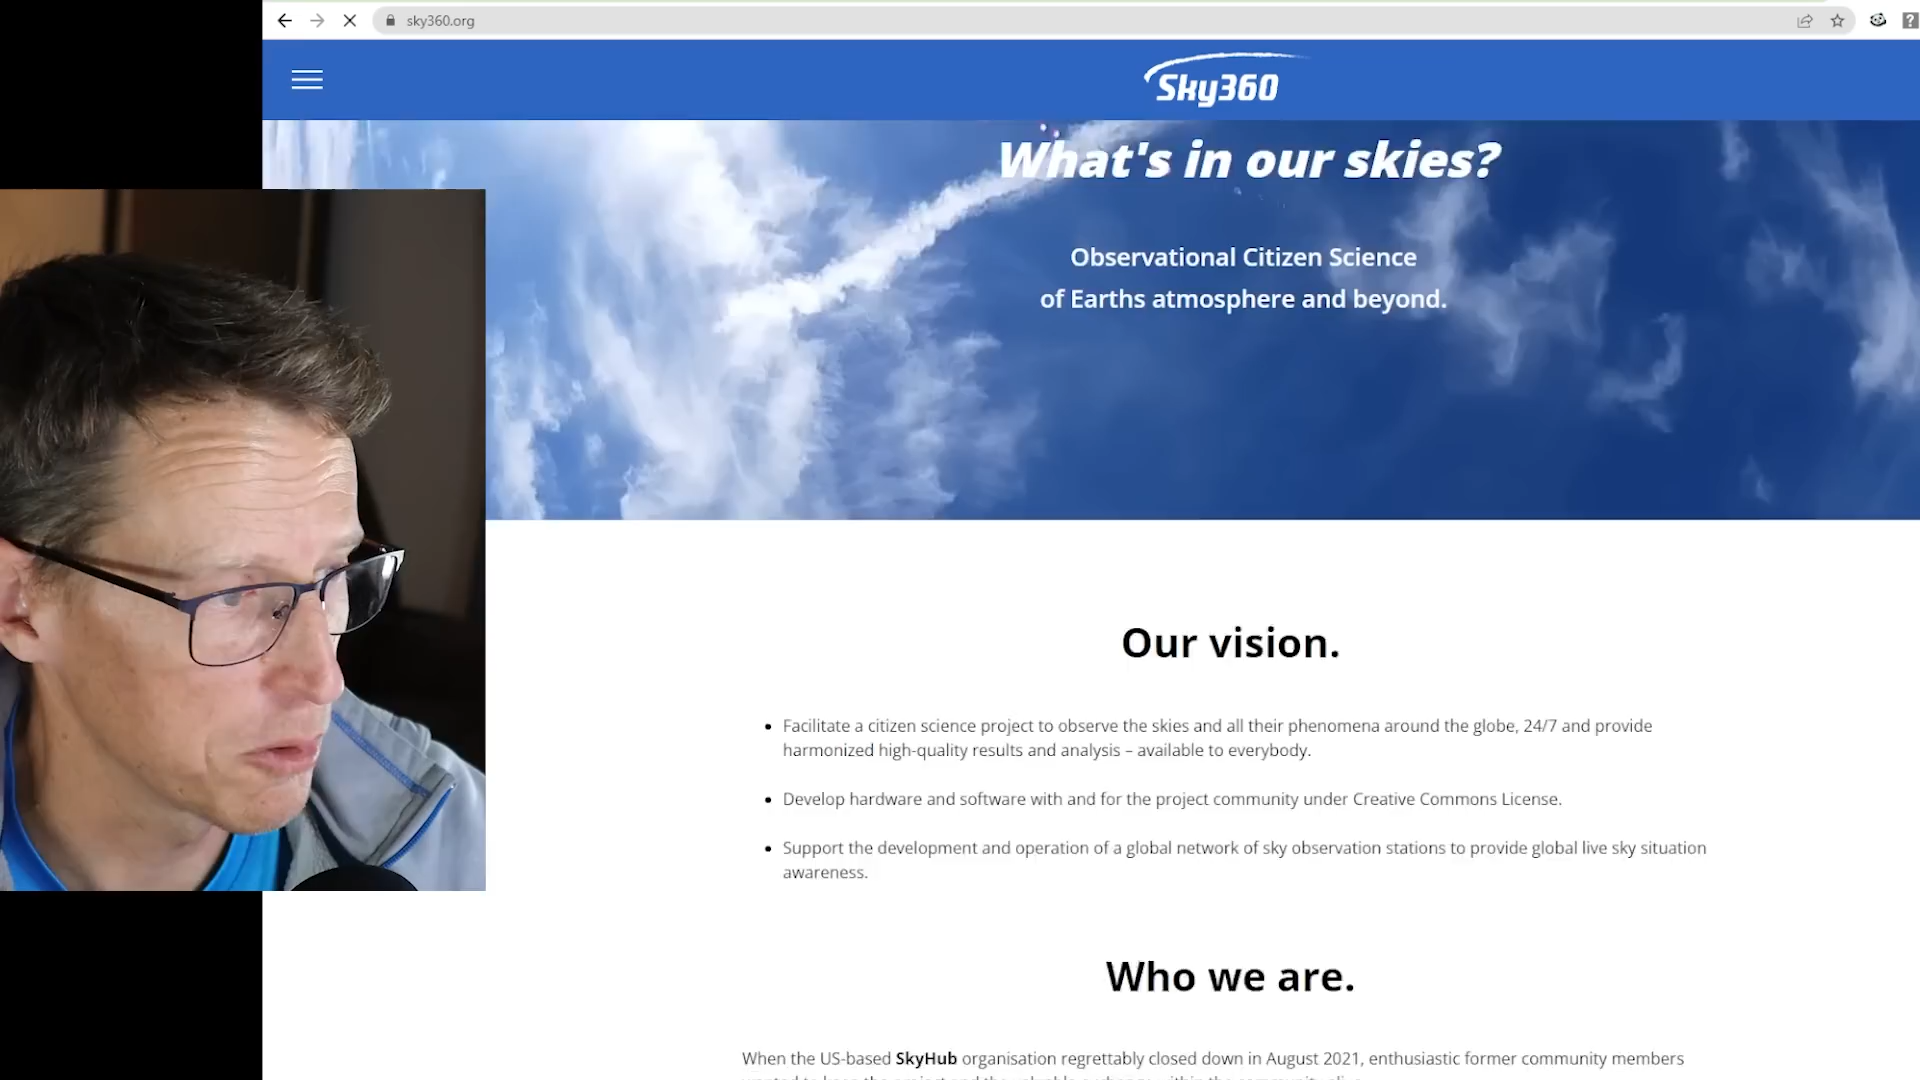 sky360.org
Sky360
What's in our skies?
Observational Citizen Science
of Earths atmosphere and beyond.
Our vision.
Facilitate a citizen science project to observe the skies and all their phenomena around the globe, 24/7 and provide
harmonized high-quality results and analysis – available to everybody.
Develop hardware and software with and for the project community under Creative Commons License.
Support the development and operation of a global network of sky observation stations to provide global live sky situation
awareness.
Who we are.
When the US-based SkyHub organisation regrettably closed down in August 2021, enthusiastic former community members